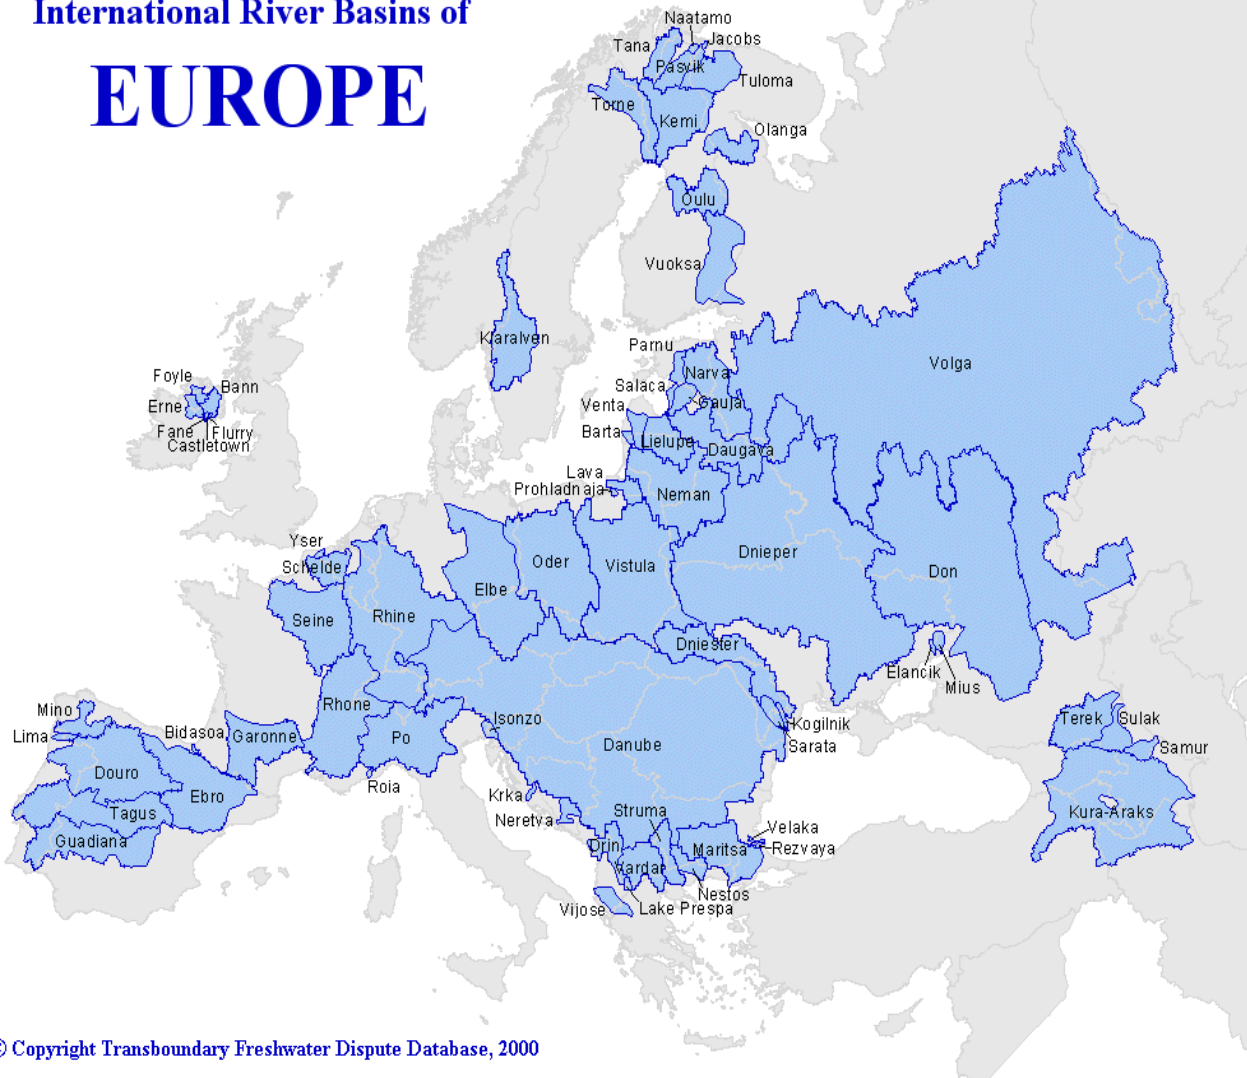 International River Basins of
EUROPE
Naatamo
Tana
Jacobs
Pasvik
Tuloma
Torne
Kemi
Olanga
Oulu
Vuoksa
Klaralven
Parnu
Volga
Narva
Foyle
Bann
Salaca
Gauja
Erne
Venta
Fane
Flurry
Barta
Castletown
Lielupe
Daugava
Lava
Prohladnaja
Neman
Yser
Schelde
Dnieper
Oder
Vistula
Don
Elbe
Rhine
Seine
Dniester
Elancik
Mius
Rhone
Mino
Isonzo
Kogilnik
Terek
Sulak
Lima
Bidasoa
Garonne
Po
Danube
Sarata
Samur
Douro
Roia
Ebro
Krka
Tagus
Struma
Kura-Araks
Neretva
Velaka
Guadiana
Drin
Maritsa
Rezvaya
Vardar
Nestos
Vijose
Lake Prespa
© Copyright Transboundary Freshwater Dispute Database, 2000